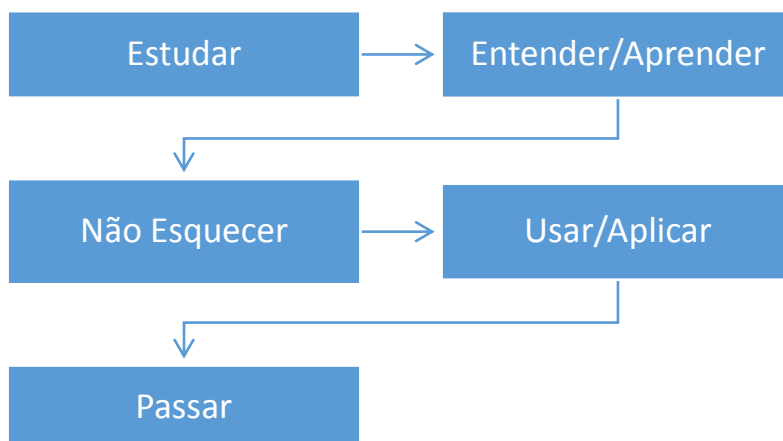 Estudar
Entender/Aprender
Não Esquecer
Usar/Aplicar
Passar